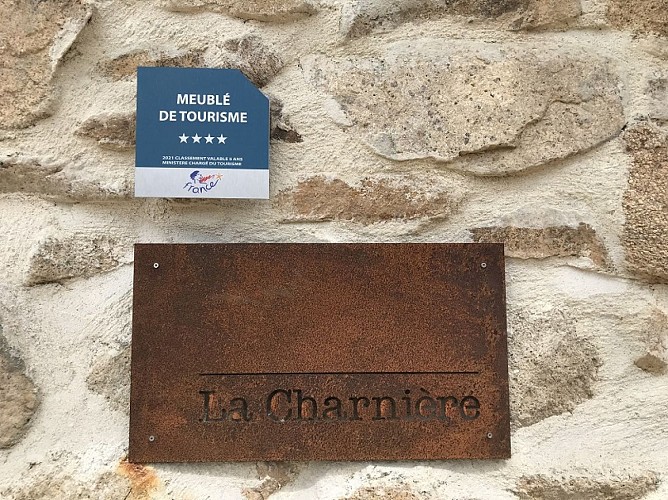 MEUBLÉ
DE TOURISME
★★★★
2021 CLASSEMENT VALABLE 5 ANS
MINISTÈRE CHARGÉ DU TOURISME
France
La Charnière